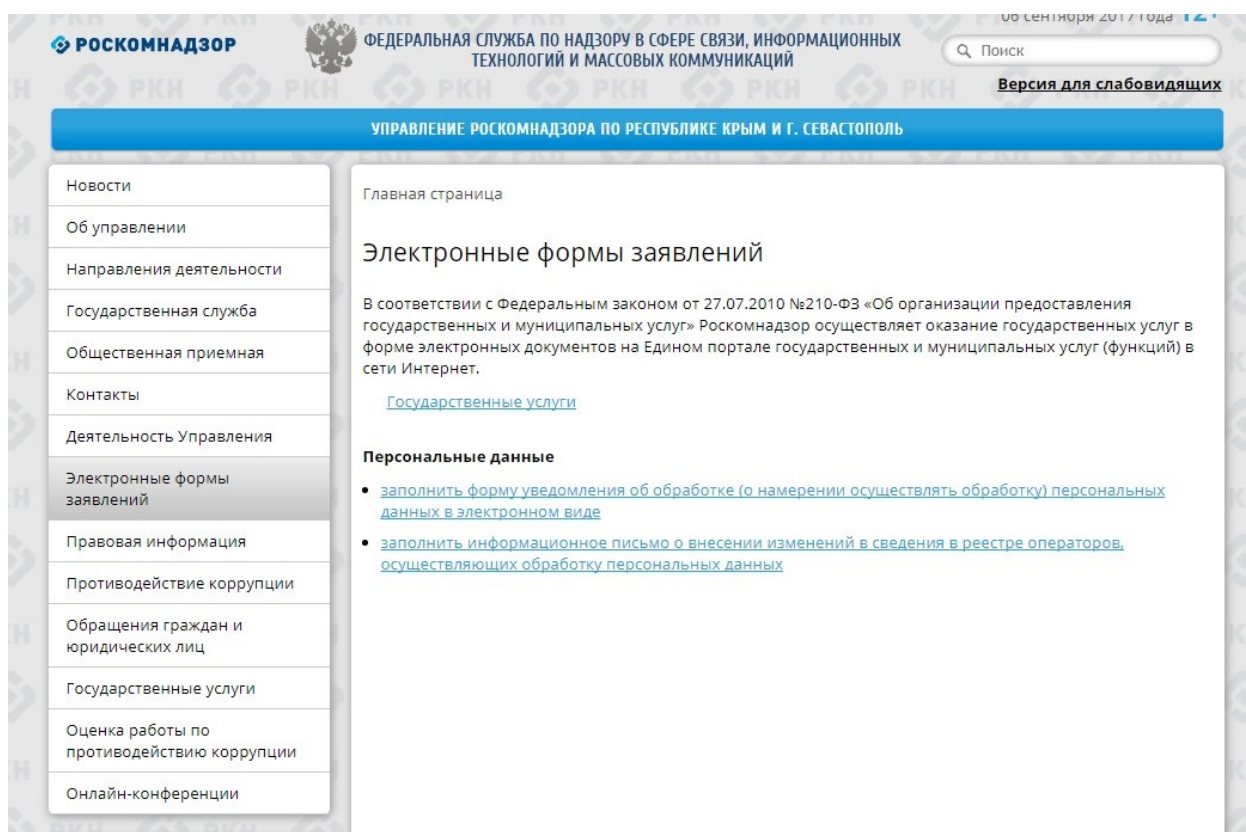 06 сентября 2017 года 12+
РОСКОМНАДЗОР
ФЕДЕРАЛЬНАЯ СЛУЖБА ПО НАДЗОРУ В СФЕРЕ СВЯЗИ, ИНФОРМАЦИОННЫХ
ТЕХНОЛОГИЙ И МАССОВЫХ КОММУНИКАЦИЙ
Поиск
Версия для слабовидящих
УПРАВЛЕНИЕ РОСКОМНАДЗОРА ПО РЕСПУБЛИКЕ КРЫМ И Г. СЕВАСТОПОЛЬ
Новости
Об управлении
Направления деятельности
Государственная служба
Общественная приемная
Контакты
Деятельность Управления
Электронные формы
заявлений
Правовая информация
Противодействие коррупции
Обращения граждан и
юридических лиц
Государственные услуги
Оценка работы по
противодействию коррупции
Онлайн-конференции
Главная страница
Электронные формы заявлений
В соответствии с Федеральным законом от 27.07.2010 №210-ФЗ «Об организации предоставления
государственных и муниципальных услуг» Роскомнадзор осуществляет оказание государственных услуг в
форме электронных документов на Едином портале государственных и муниципальных услуг (функций) в
сети Интернет.
Государственные услуги
Персональные данные
• заполнить форму уведомления об обработке (о намерении осуществлять обработку) персональных
данных в электронном виде
• заполнить информационное письмо о внесении изменений в сведения в реестре операторов,
осуществляющих обработку персональных данных